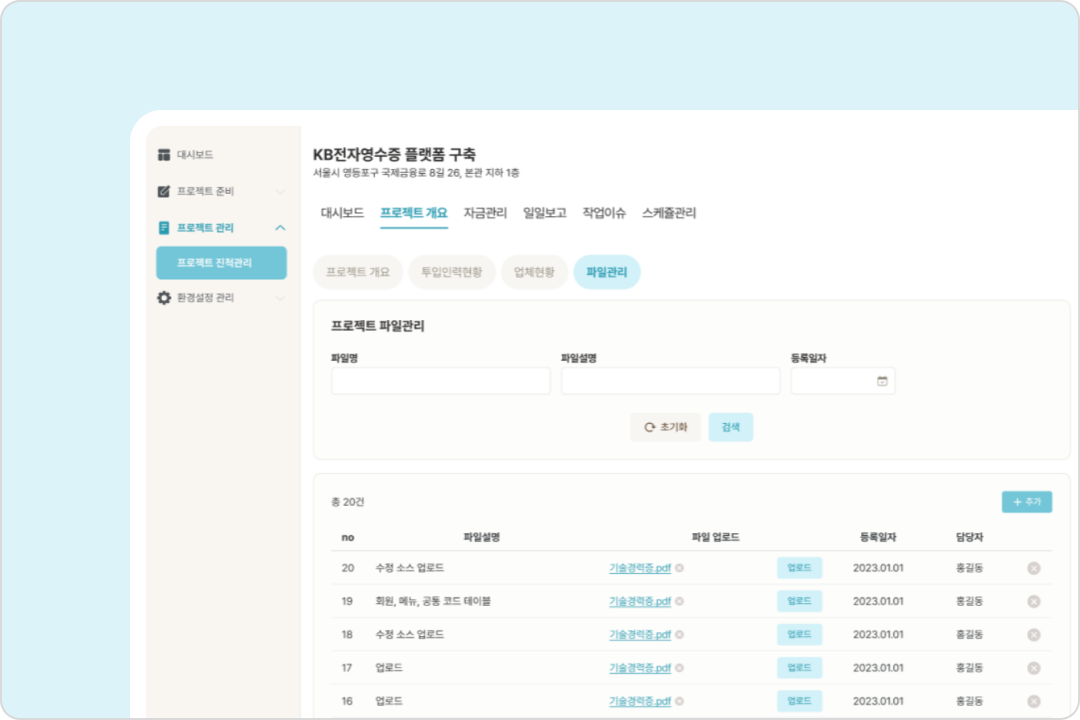 대시보드
프로젝트 준비
프로젝트 관리
프로젝트 진척관리
환경설정 관리
KB전자영수증 플랫폼 구축
서울시 영등포구 국제금융로 8길 26, 본관 지하 1층
대시보드 프로젝트 개요 자금관리 일일보고 작업이슈 스케쥴관리
프로젝트 개요 투입인력현황 업체현황 파일관리
프로젝트 파일관리
파일명 파일설명 등록일자
초기화 검색
총 20건 + 추가
no 파일설명 파일 업로드 등록일자 담당자
20 수정 소스 업로드 기술경력증.pdf 업로드 2023.01.01 홍길동
19 회원, 메뉴, 공통 코드 테이블 기술경력증.pdf 업로드 2023.01.01 홍길동
18 수정 소스 업로드 기술경력증.pdf 업로드 2023.01.01 홍길동
17 업로드 기술경력증.pdf 업로드 2023.01.01 홍길동
16 업로드 기술경력증.pdf 업로드 2023.01.01 홍길동